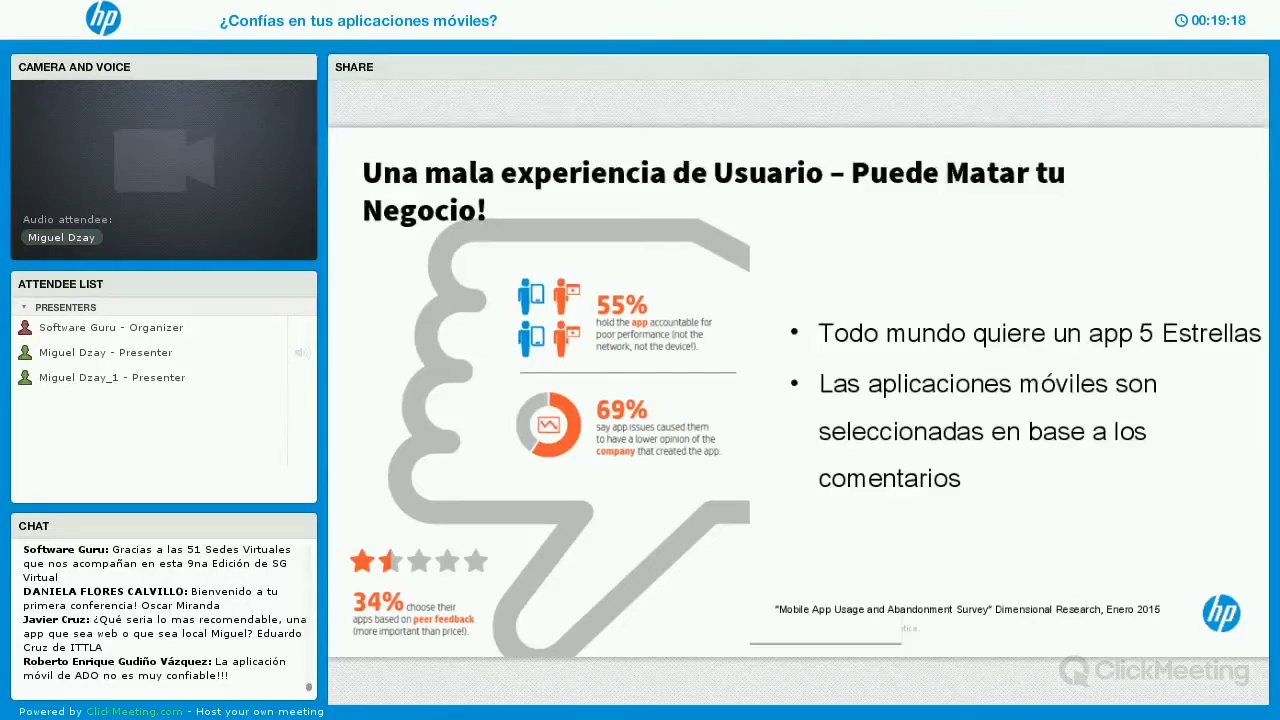 hp
¿Confías en tus aplicaciones móviles?
00:19:18
CAMERA AND VOICE
Audio attendee:
Miguel Dzay
ATTENDEE LIST
PRESENTERS
Software Guru - Organizer
Miguel Dzay - Presenter
Miguel Dzay_1 - Presenter
CHAT
Software Guru: Gracias a las 51 Sedes Virtuales
que nos acompañan en esta 9na Edición de SG
Virtual
DANIELA FLORES CALVILLO: Bienvenido a tu
primera conferencia! Oscar Miranda
Javier Cruz: ¿Qué seria lo mas recomendable, una
app que sea web o que sea local Miguel? Eduardo
Cruz de ITTLA
Roberto Enrique Gudiño Vázquez: La aplicación
móvil de ADO no es muy confiable!!!
SHARE
Una mala experiencia de Usuario – Puede Matar tu
Negocio!
55%
hold the app accountable for
poor performance (not the
network, not the device!).
69%
say app issues caused them
to have a lower opinion of the
company that created the app.
34% choose their
apps based on peer feedback
(more important than price!).
• Todo mundo quiere un app 5 Estrellas
• Las aplicaciones móviles son
seleccionadas en base a los
comentarios
"Mobile App Usage and Abandonment Survey" Dimensional Research, Enero 2015
hp
ClickMeeting
Powered by ClickMeeting.com - Host your own meeting